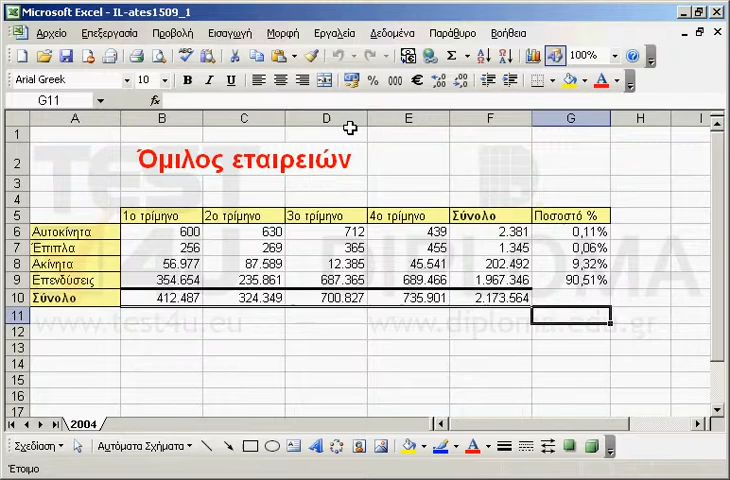 Microsoft Excel - IL-ates1509_1
Αρχείο Επεξεργασία Προβολή Εισαγωγή Μορφή Εργαλεία Δεδομένα Παράθυρο Βοήθεια
100%
Arial Greek 10 B I U % 000 €
G11 fx
A B C D E F G H I
1
2 Όμιλος εταιρειών
3
4
5 1ο τρίμηνο 2ο τρίμηνο 3ο τρίμηνο 4ο τρίμηνο Σύνολο Ποσοστό %
6 Αυτοκίνητα 600 630 712 439 2.381 0,11%
7 Έπιπλα 256 269 365 455 1.345 0,06%
8 Ακίνητα 56.977 87.589 12.385 45.541 202.492 9,32%
9 Επενδύσεις 354.654 235.861 687.365 689.466 1.967.346 90,51%
10 Σύνολο 412.487 324.349 700.827 735.901 2.173.564
11
12
13
14
15
16
17
TEST4U DIPLOMA
www.test4u.eu www.diploma.edu.gr
2004
Σχεδίαση Αυτόματα Σχήματα
Έτοιμο